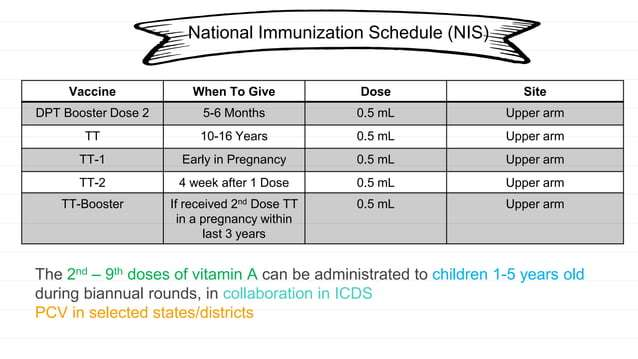 National Immunization Schedule (NIS)
Vaccine When To Give Dose Site
DPT Booster Dose 2 5-6 Months 0.5 mL Upper arm
TT 10-16 Years 0.5 mL Upper arm
TT-1 Early in Pregnancy 0.5 mL Upper arm
TT-2 4 week after 1 Dose 0.5 mL Upper arm
TT-Booster If received 2nd Dose TT 0.5 mL Upper arm
in a pregnancy within
last 3 years
The 2nd – 9th doses of vitamin A can be administrated to children 1-5 years old
during biannual rounds, in collaboration in ICDS
PCV in selected states/districts